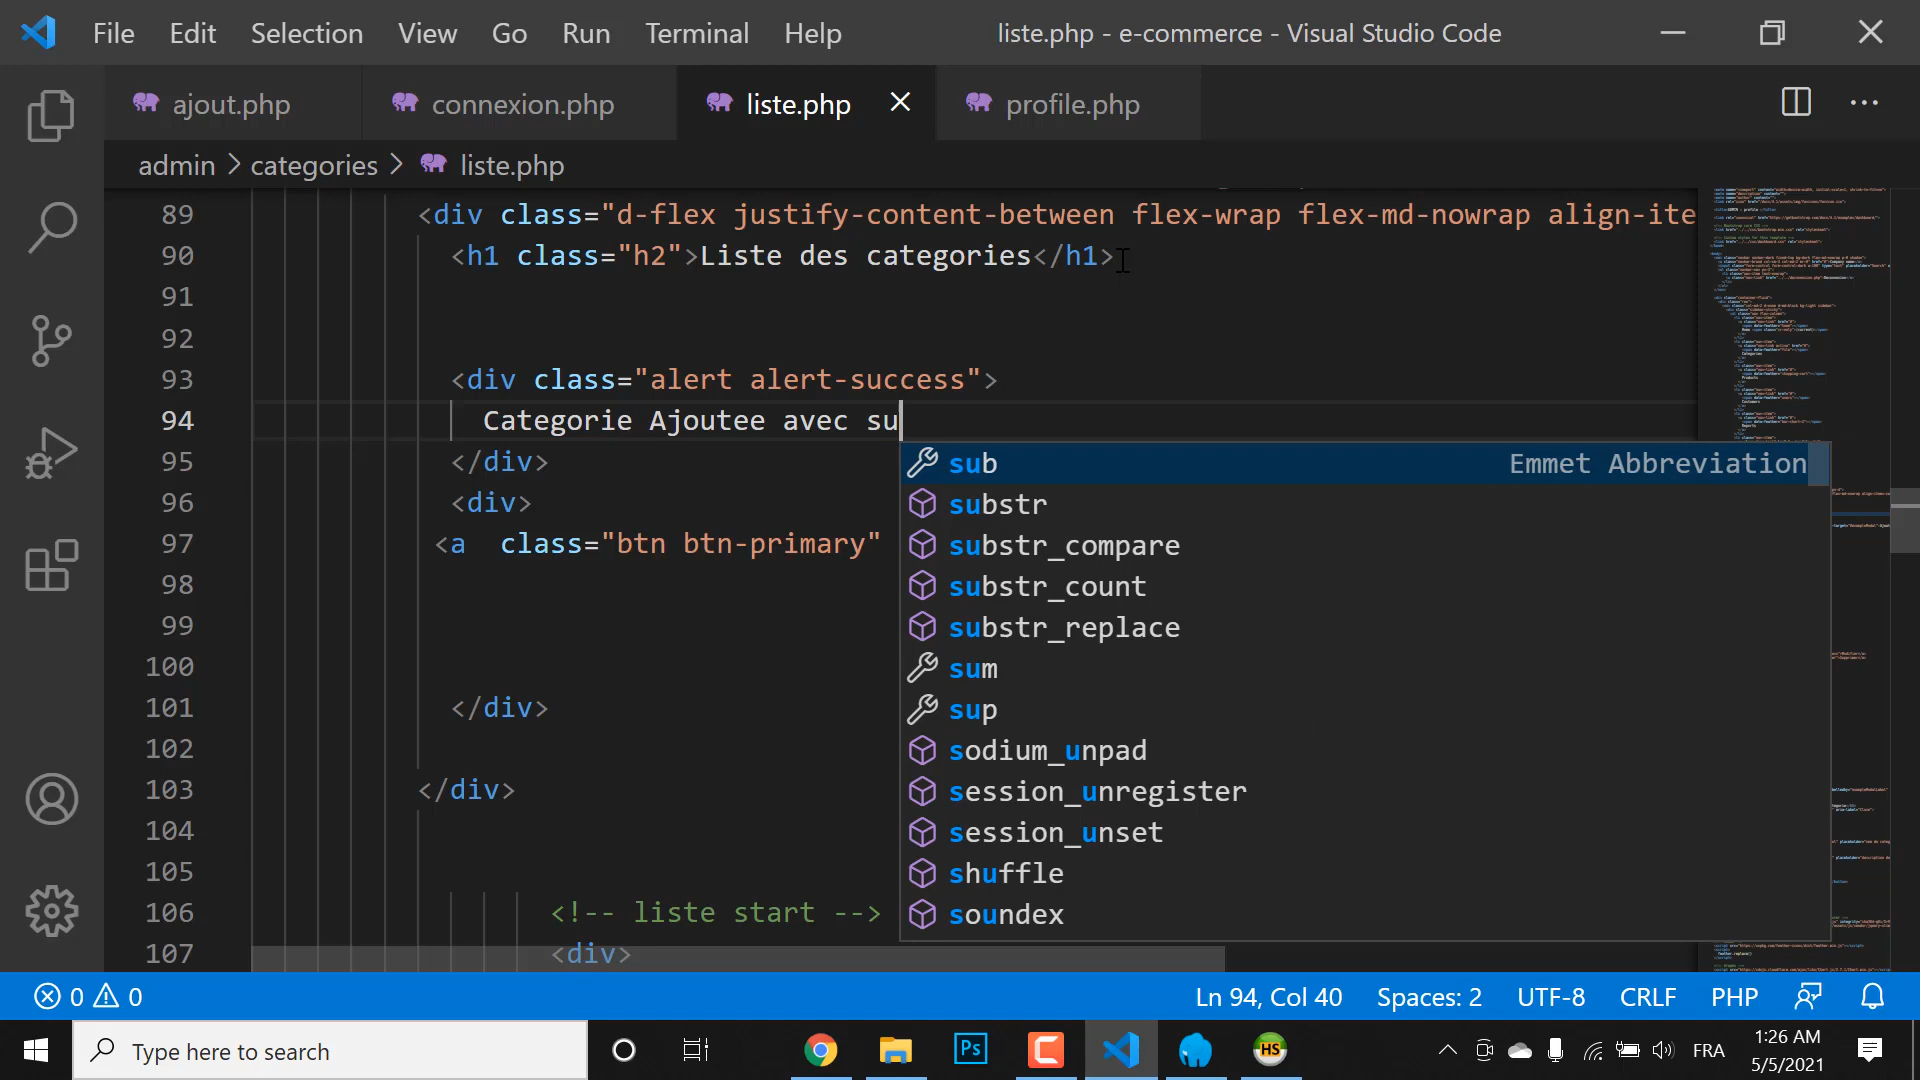 File Edit Selection View Go Run Terminal Help liste.php - e-commerce - Visual Studio Code
ajout.php connexion.php liste.php profile.php
admin > categories > liste.php
89 <div class="d-flex justify-content-between flex-wrap flex-md-nowrap align-ite
90 <h1 class="h2">Liste des categories</h1>
91
92
93 <div class="alert alert-success">
94 Categorie Ajoutee avec su
95 </div>
96 <div>
97 <a class="btn btn-primary"
98
99
100
101 </div>
102
103 </div>
104
105
106 <!-- liste start -->
107 <div>
sub Emmet Abbreviation
substr
substr_compare
substr_count
substr_replace
sum
sup
sodium_unpad
session_unregister
session_unset
shuffle
soundex
0 0 Ln 94, Col 40 Spaces: 2 UTF-8 CRLF PHP
Type here to search
Ps
HS
FRA
1:26 AM
5/5/2021